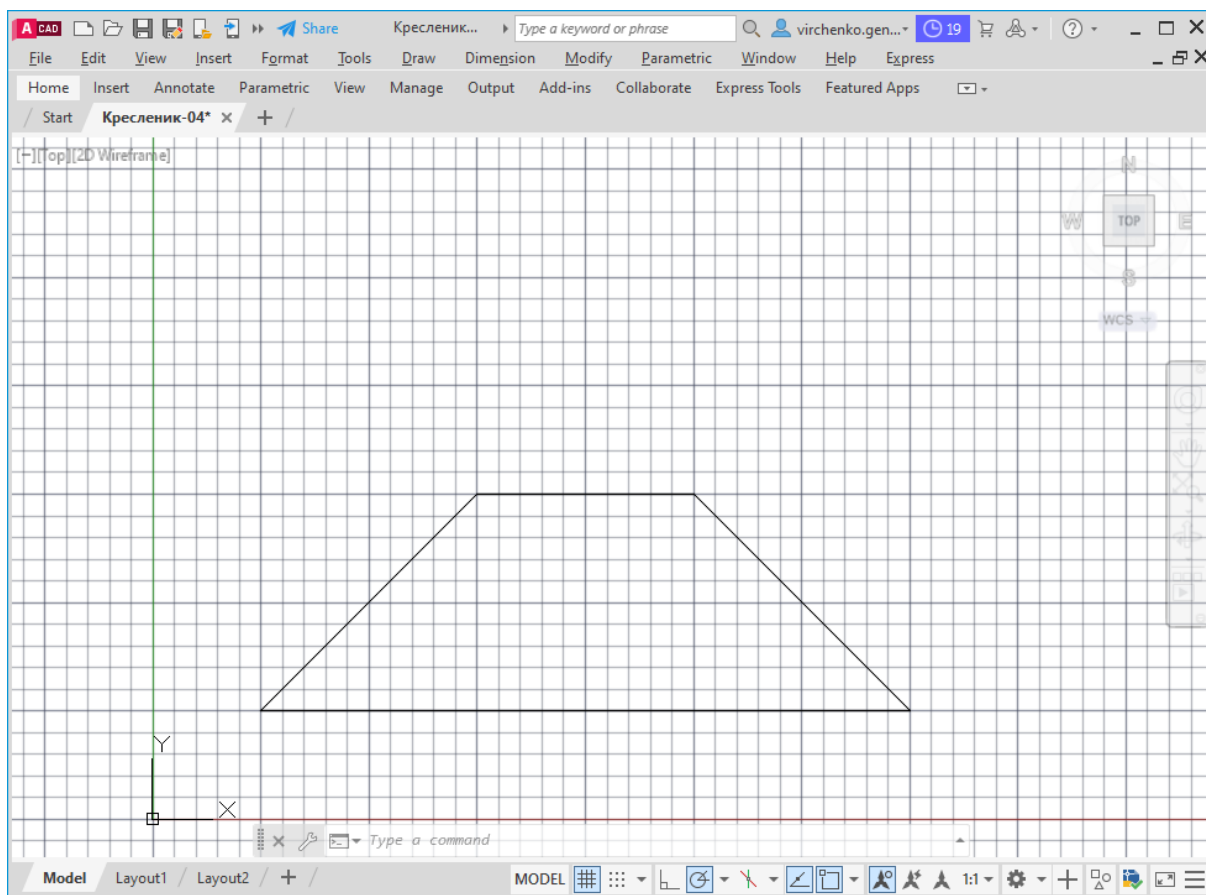 A CAD Share Кресленик... Type a keyword or phrase virchenko.gen... 19
File Edit View Insert Format Tools Draw Dimension Modify Parametric Window Help Express
Home Insert Annotate Parametric View Manage Output Add-ins Collaborate Express Tools Featured Apps
Start Кресленик-04*
[−][Top][2D Wireframe]
N
W TOP E
S
WCS
Y
X
Type a command
Model Layout1 Layout2 MODEL 1:1